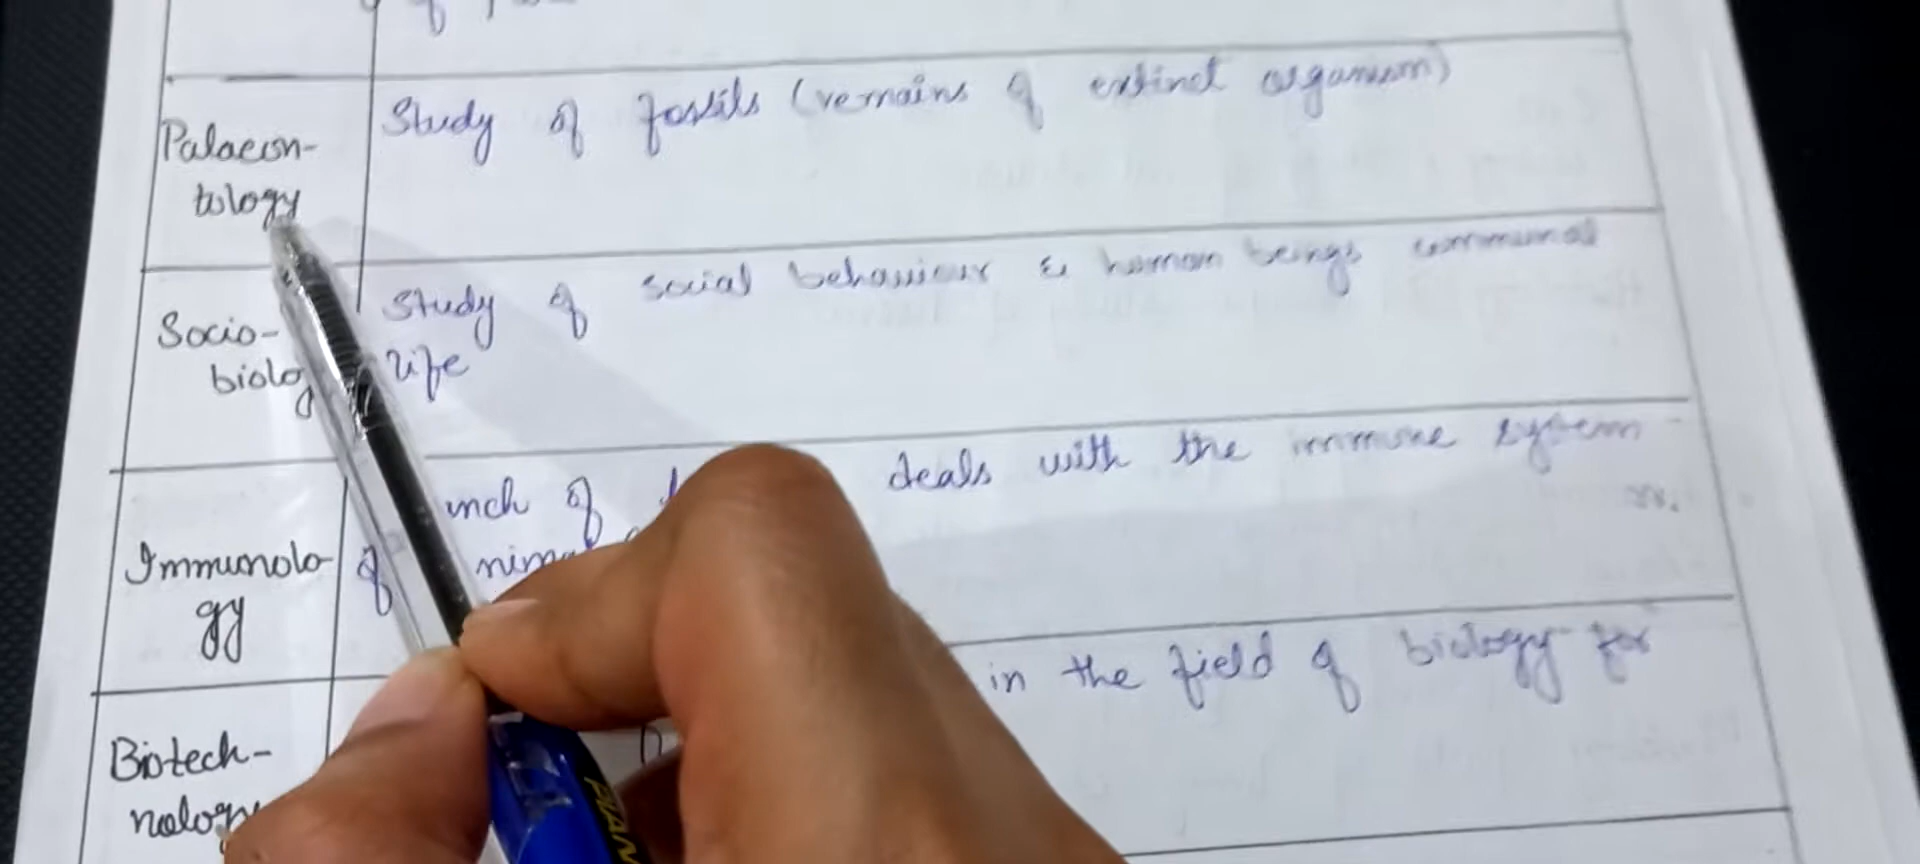 Palaeon-
tology
Study of fossils (remains of extinct organism)
Socio-
biolog
Study of social behaviour & human beings communal
life
Immunolo-
gy
deals with the immune system
of
Biotech-
in the field of biology for